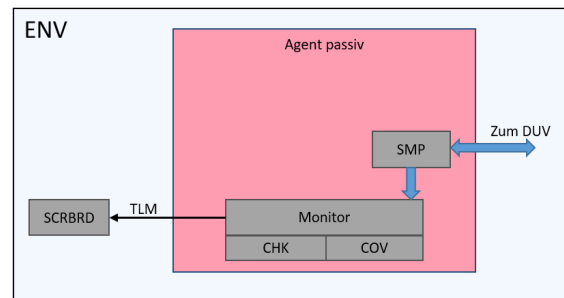 ENV
Agent passiv
Zum DUV
SMP
SCRBRD
TLM
Monitor
CHK
COV